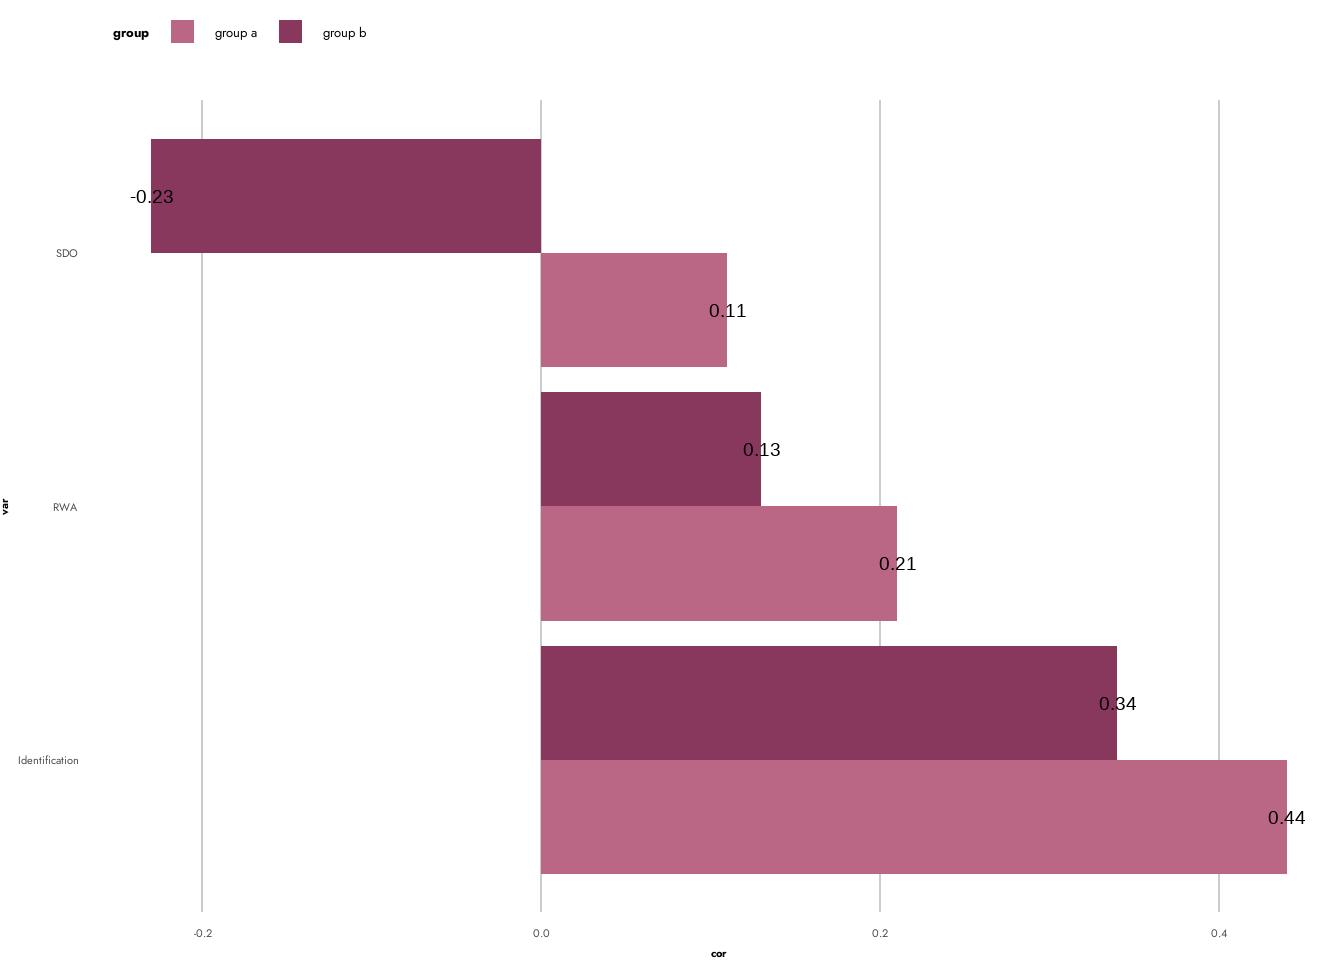 group group a group b
-0.23
SDO
0.11
0.13
var
RWA
0.21
0.34
Identification
0.44
-0.2 0.0 0.2 0.4
cor